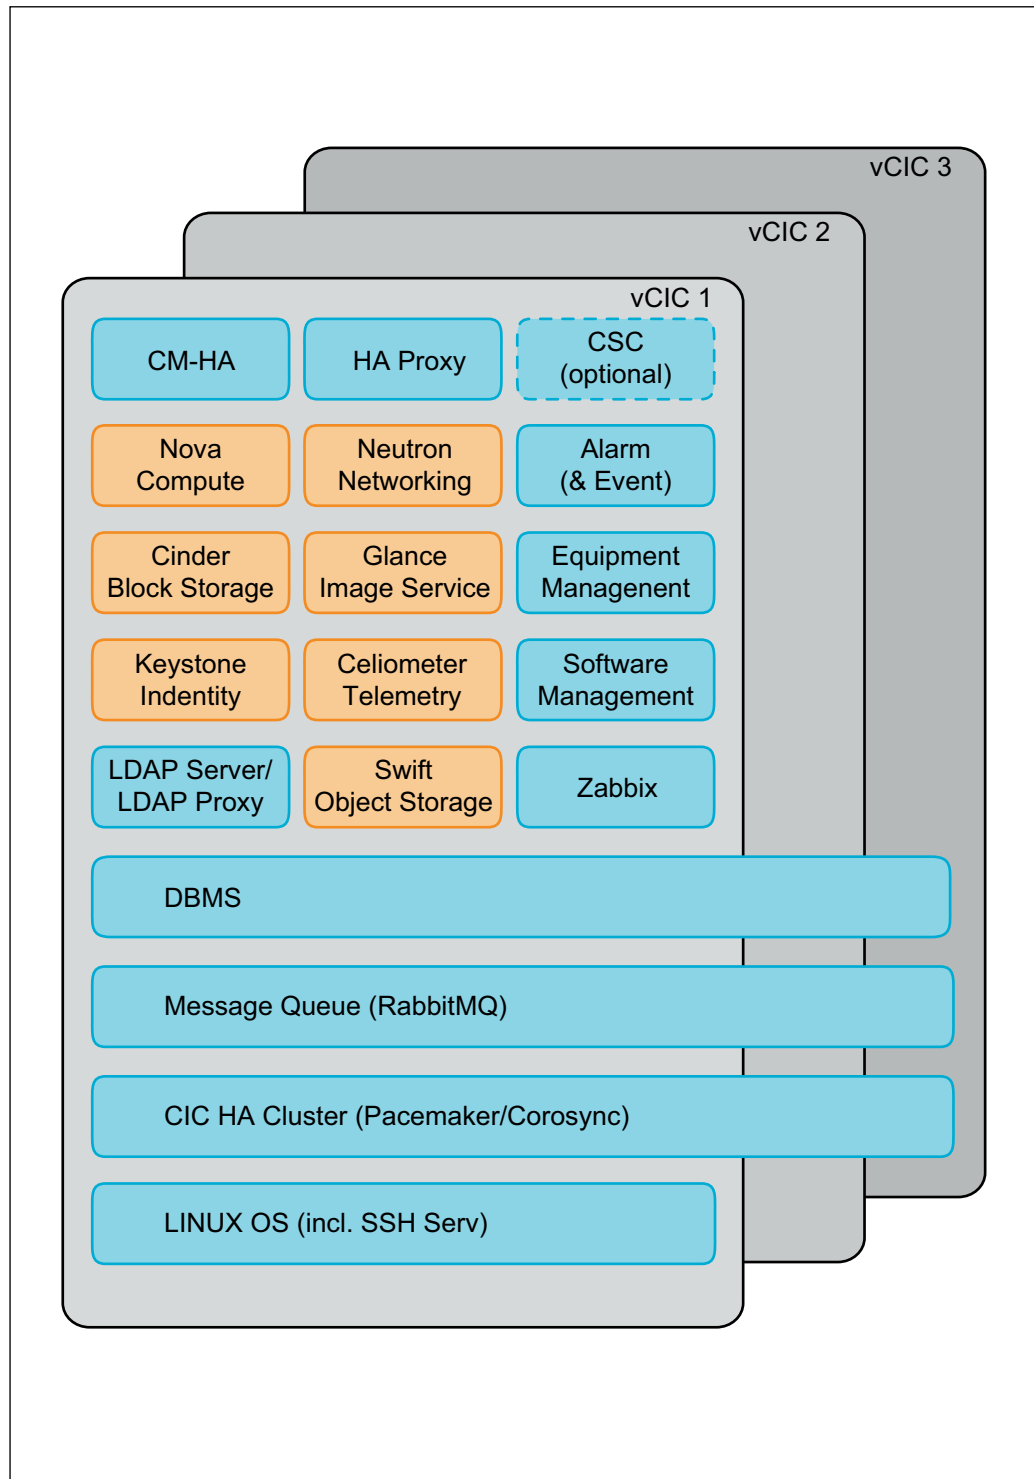 vCIC 3
vCIC 2
vCIC 1
CM-HA
HA Proxy
CSC
(optional)
Nova
Compute
Neutron
Networking
Alarm
(& Event)
Cinder
Block Storage
Glance
Image Service
Equipment
Managenent
Keystone
Indentity
Celiometer
Telemetry
Software
Management
LDAP Server/
LDAP Proxy
Swift
Object Storage
Zabbix
DBMS
Message Queue (RabbitMQ)
CIC HA Cluster (Pacemaker/Corosync)
LINUX OS (incl. SSH Serv)